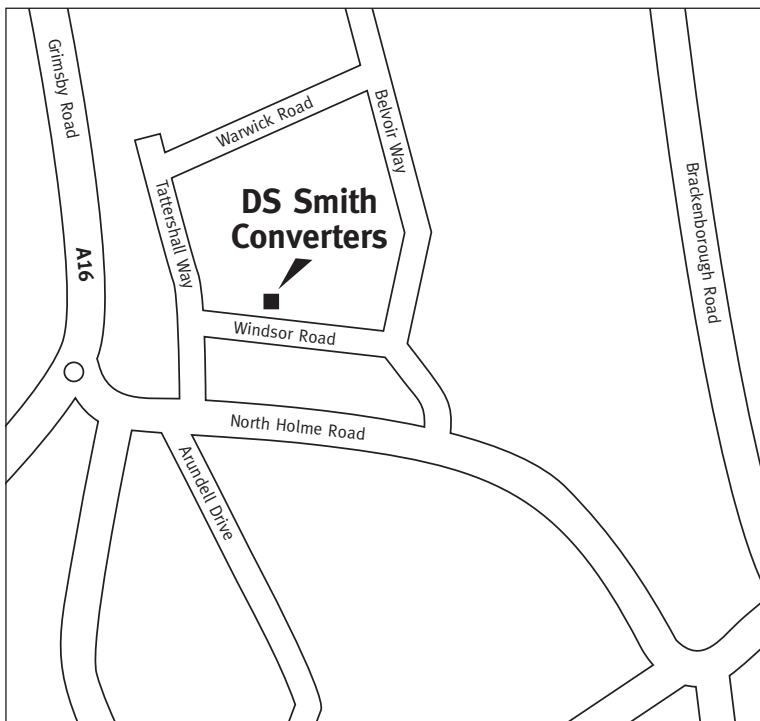 Grimsby Road
A16
Warwick Road
Belvoir Way
Tattershall Way
DS Smith
Converters
Windsor Road
Brackenborough Road
North Holme Road
Arundell Drive